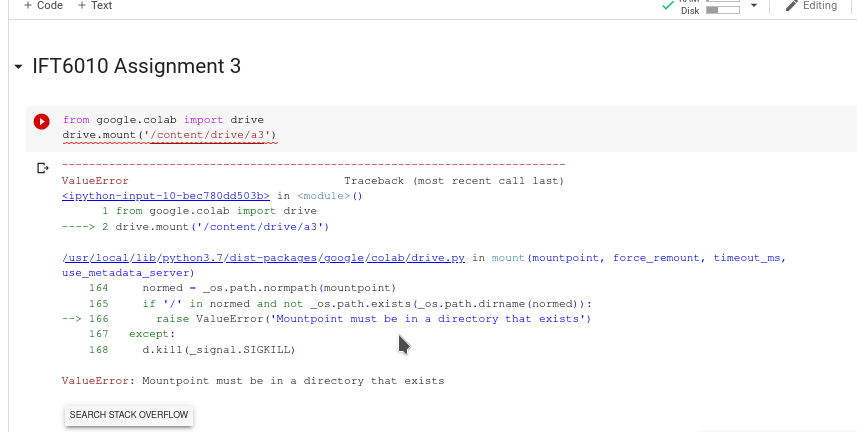 + Code + Text
Disk
Editing
IFT6010 Assignment 3
from google.colab import drive
drive.mount('/content/drive/a3')
---------------------------------------------------------------------------
ValueError Traceback (most recent call last)
<ipython-input-10-bec780dd503b> in <module>()
1 from google.colab import drive
----> 2 drive.mount('/content/drive/a3')
/usr/local/lib/python3.7/dist-packages/google/colab/drive.py in mount(mountpoint, force_remount, timeout_ms,
use_metadata_server)
164 normed = _os.path.normpath(mountpoint)
165 if '/' in normed and not _os.path.exists(_os.path.dirname(normed)):
--> 166 raise ValueError('Mountpoint must be in a directory that exists')
167 except:
168 d.kill(_signal.SIGKILL)
ValueError: Mountpoint must be in a directory that exists
SEARCH STACK OVERFLOW